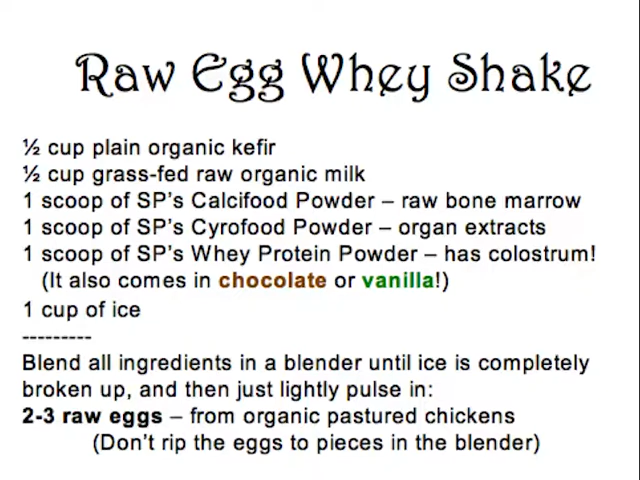 Raw Egg Whey Shake
½ cup plain organic kefir
½ cup grass-fed raw organic milk
1 scoop of SP's Calcifood Powder – raw bone marrow
1 scoop of SP's Cyrofood Powder – organ extracts
1 scoop of SP's Whey Protein Powder – has colostrum!
(It also comes in chocolate or vanilla!)
1 cup of ice
---------
Blend all ingredients in a blender until ice is completely
broken up, and then just lightly pulse in:
2-3 raw eggs – from organic pastured chickens
(Don't rip the eggs to pieces in the blender)